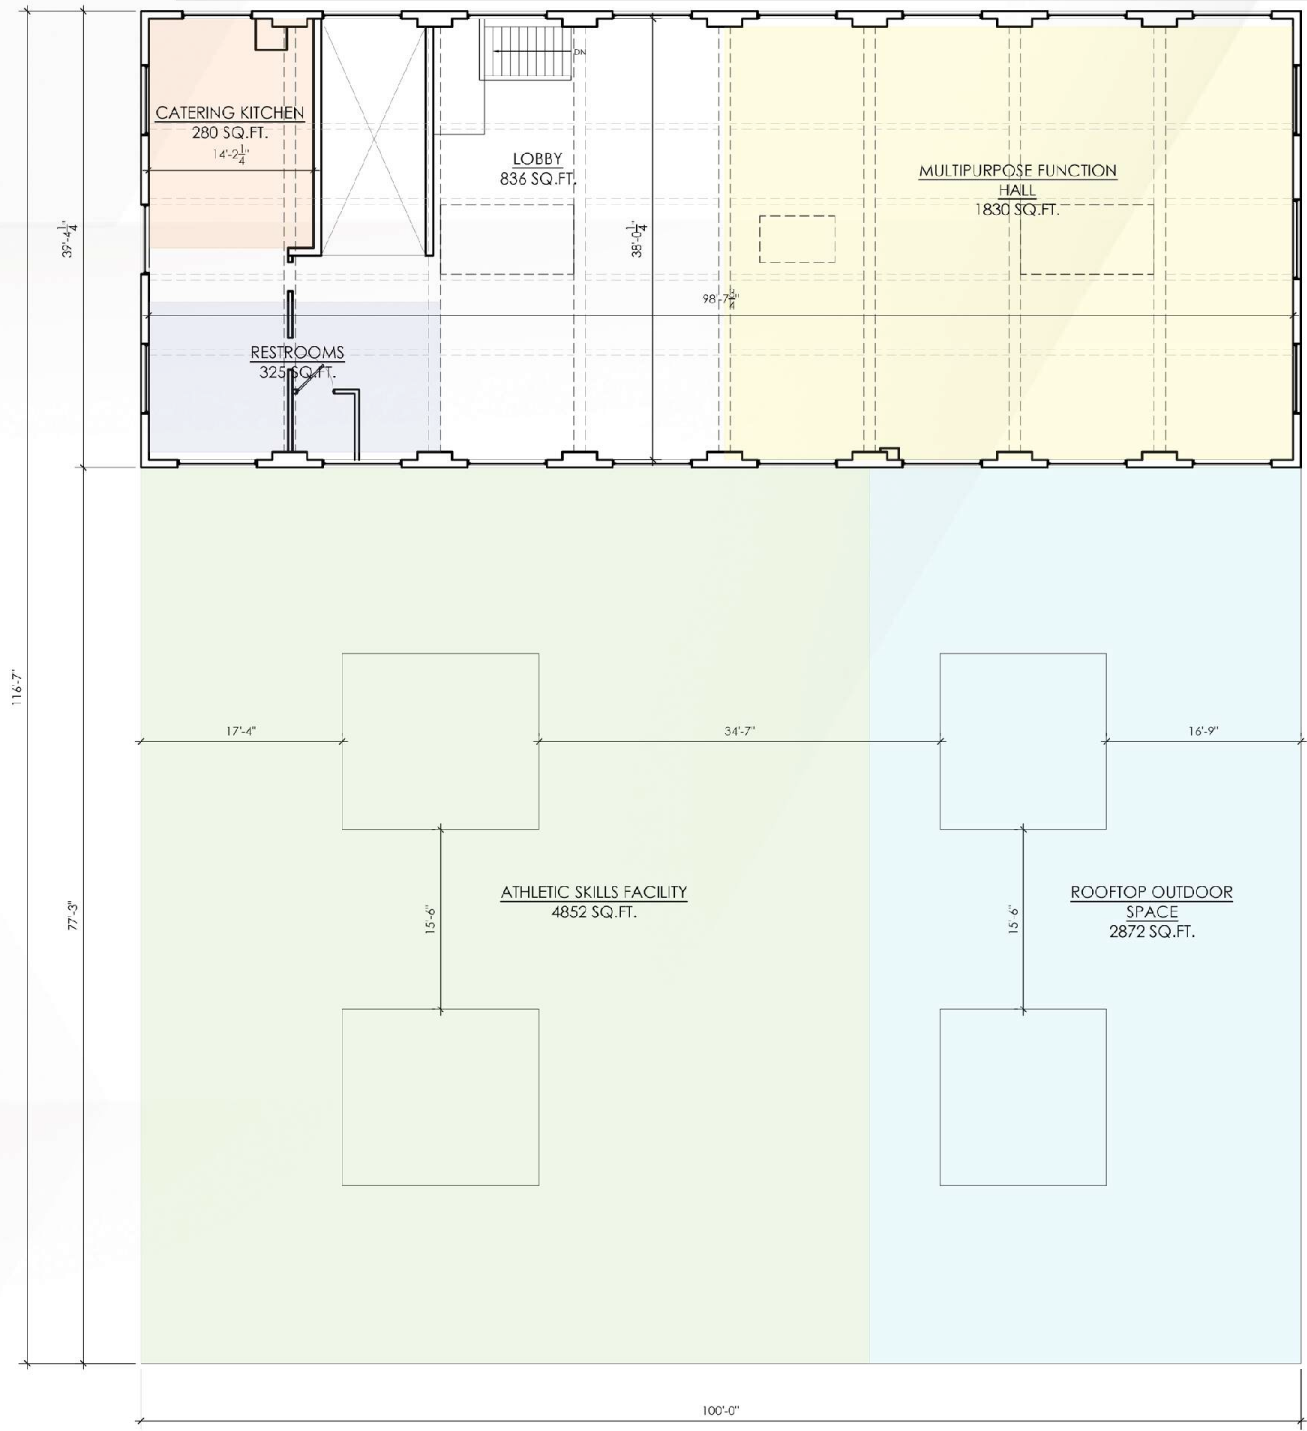 DN
CATERING KITCHEN
280 SQ.FT.
14'-2 1/4"
LOBBY
836 SQ.FT.
MULTIPURPOSE FUNCTION
HALL
1830 SQ.FT.
39'-4 1/4"
38'-0 1/4"
98'-7 3/4"
RESTROOMS
325 SQ.FT.
116'-7"
17'-4"
34'-7"
16'-9"
ATHLETIC SKILLS FACILITY
4852 SQ.FT.
ROOFTOP OUTDOOR
SPACE
2872 SQ.FT.
77'-3"
15'-6"
15'-6"
100'-0"